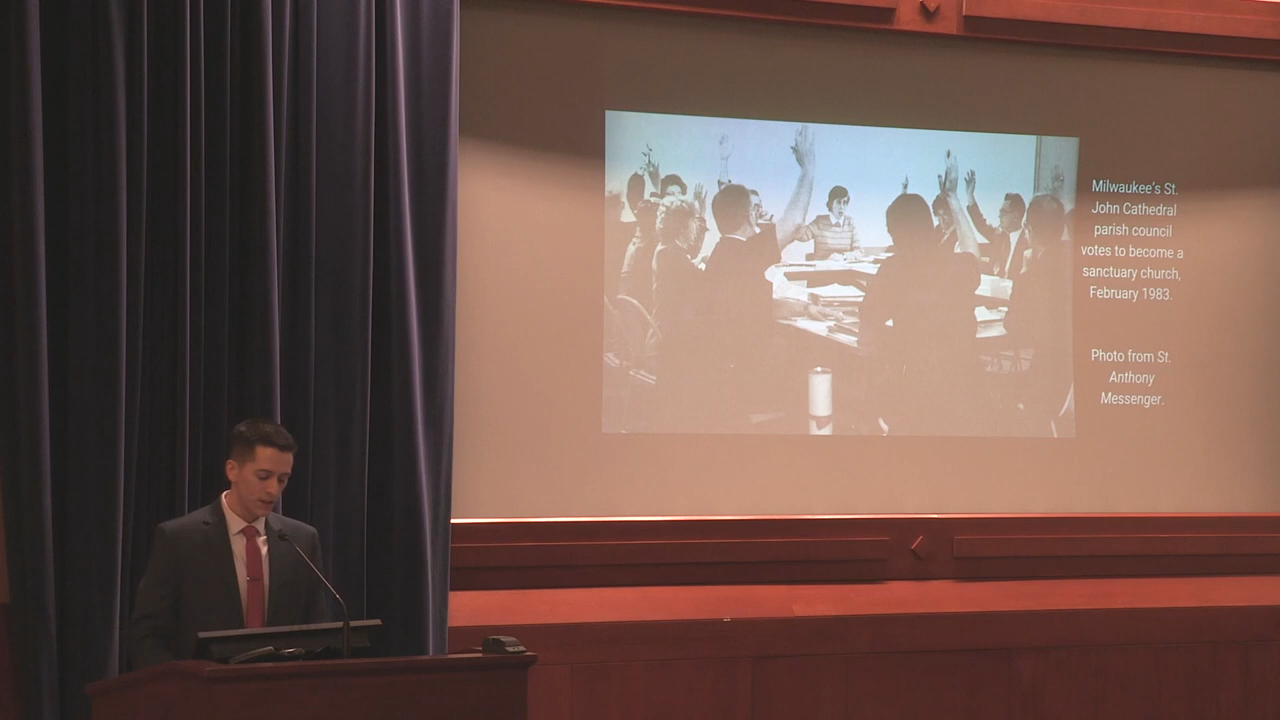 Milwaukee's St.
John Cathedral
parish council
votes to become a
sanctuary church,
February 1983.
Photo from St.
Anthony
Messenger.